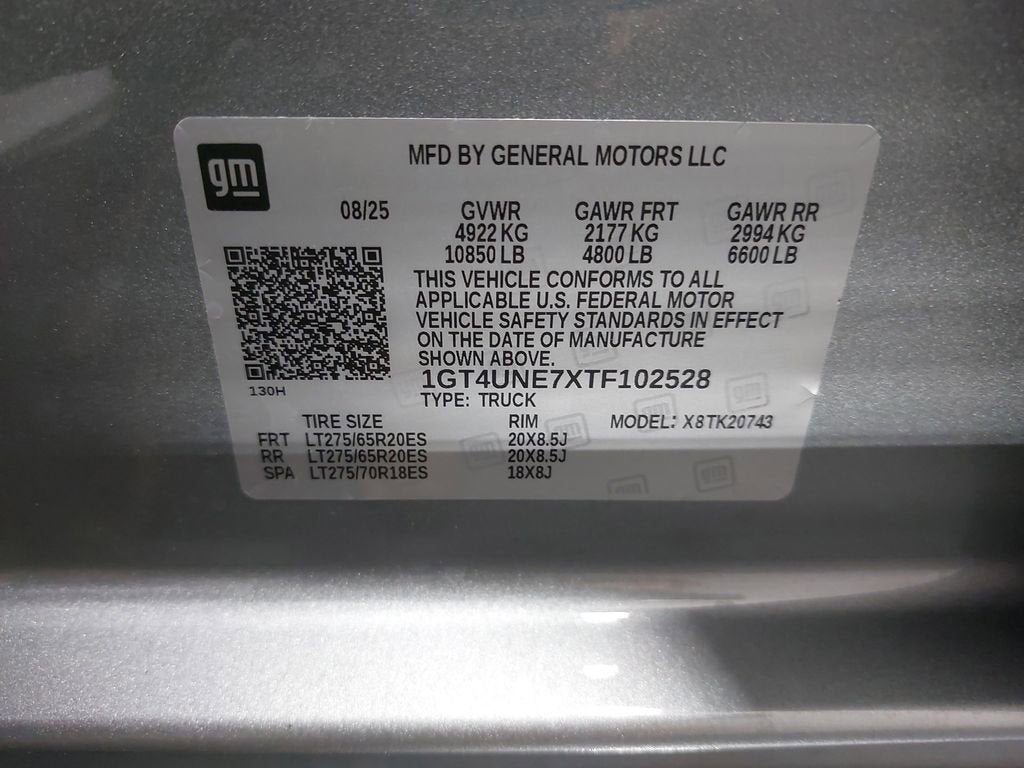 gm
MFD BY GENERAL MOTORS LLC
08/25 GVWR GAWR FRT GAWR RR
4922 KG 2177 KG 2994 KG
10850 LB 4800 LB 6600 LB
THIS VEHICLE CONFORMS TO ALL
APPLICABLE U.S. FEDERAL MOTOR
VEHICLE SAFETY STANDARDS IN EFFECT
ON THE DATE OF MANUFACTURE
SHOWN ABOVE.
1GT4UNE7XTF102528
130H
TYPE: TRUCK
TIRE SIZE RIM MODEL: X8TK20743
FRT LT275/65R20ES 20X8.5J
RR LT275/65R20ES 20X8.5J
SPA LT275/70R18ES 18X8J